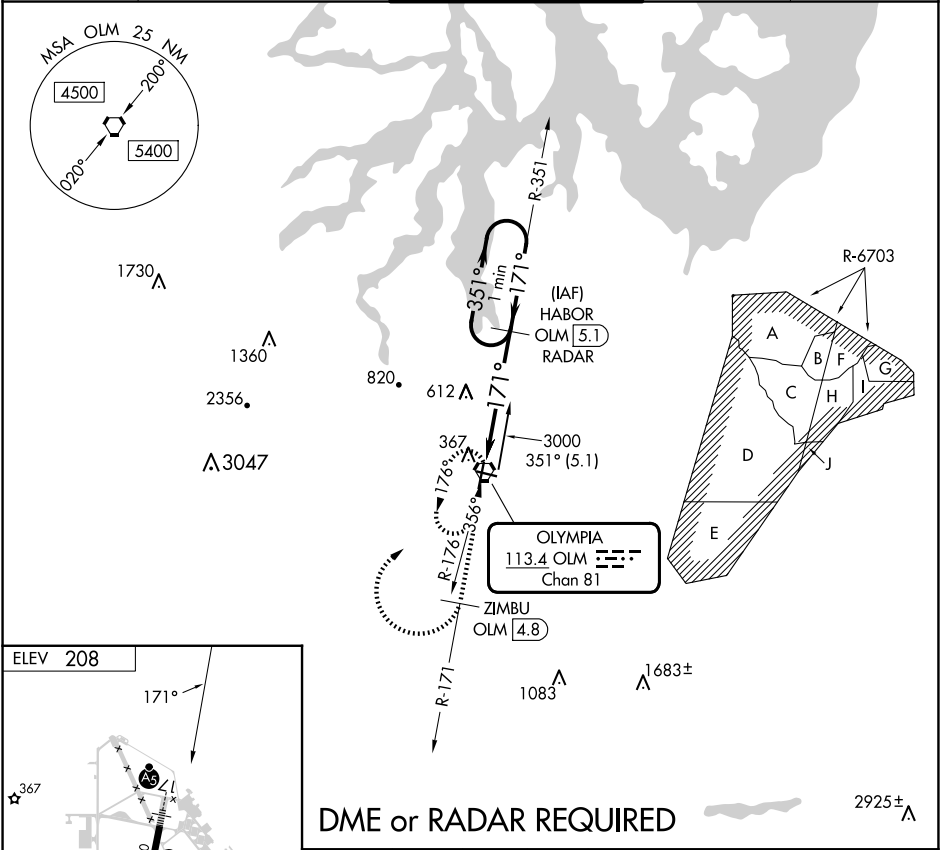 MSA OLM 25 NM
4500
200°
5400
020°
R-351
351°
1 min
171°
(IAF)
HABOR
OLM 5.1
RADAR
R-6703
A
B
F
G
C
H
I
D
J
E
1730
1360
2356
820
612
3047
171°
367
3000
351° (5.1)
176°
R-176
356°
OLYMPIA
113.4 OLM
Chan 81
ZIMBU
OLM 4.8
R-171
1083
1683±
2925±
ELEV 208
171°
A5
17
367
DME or RADAR REQUIRED